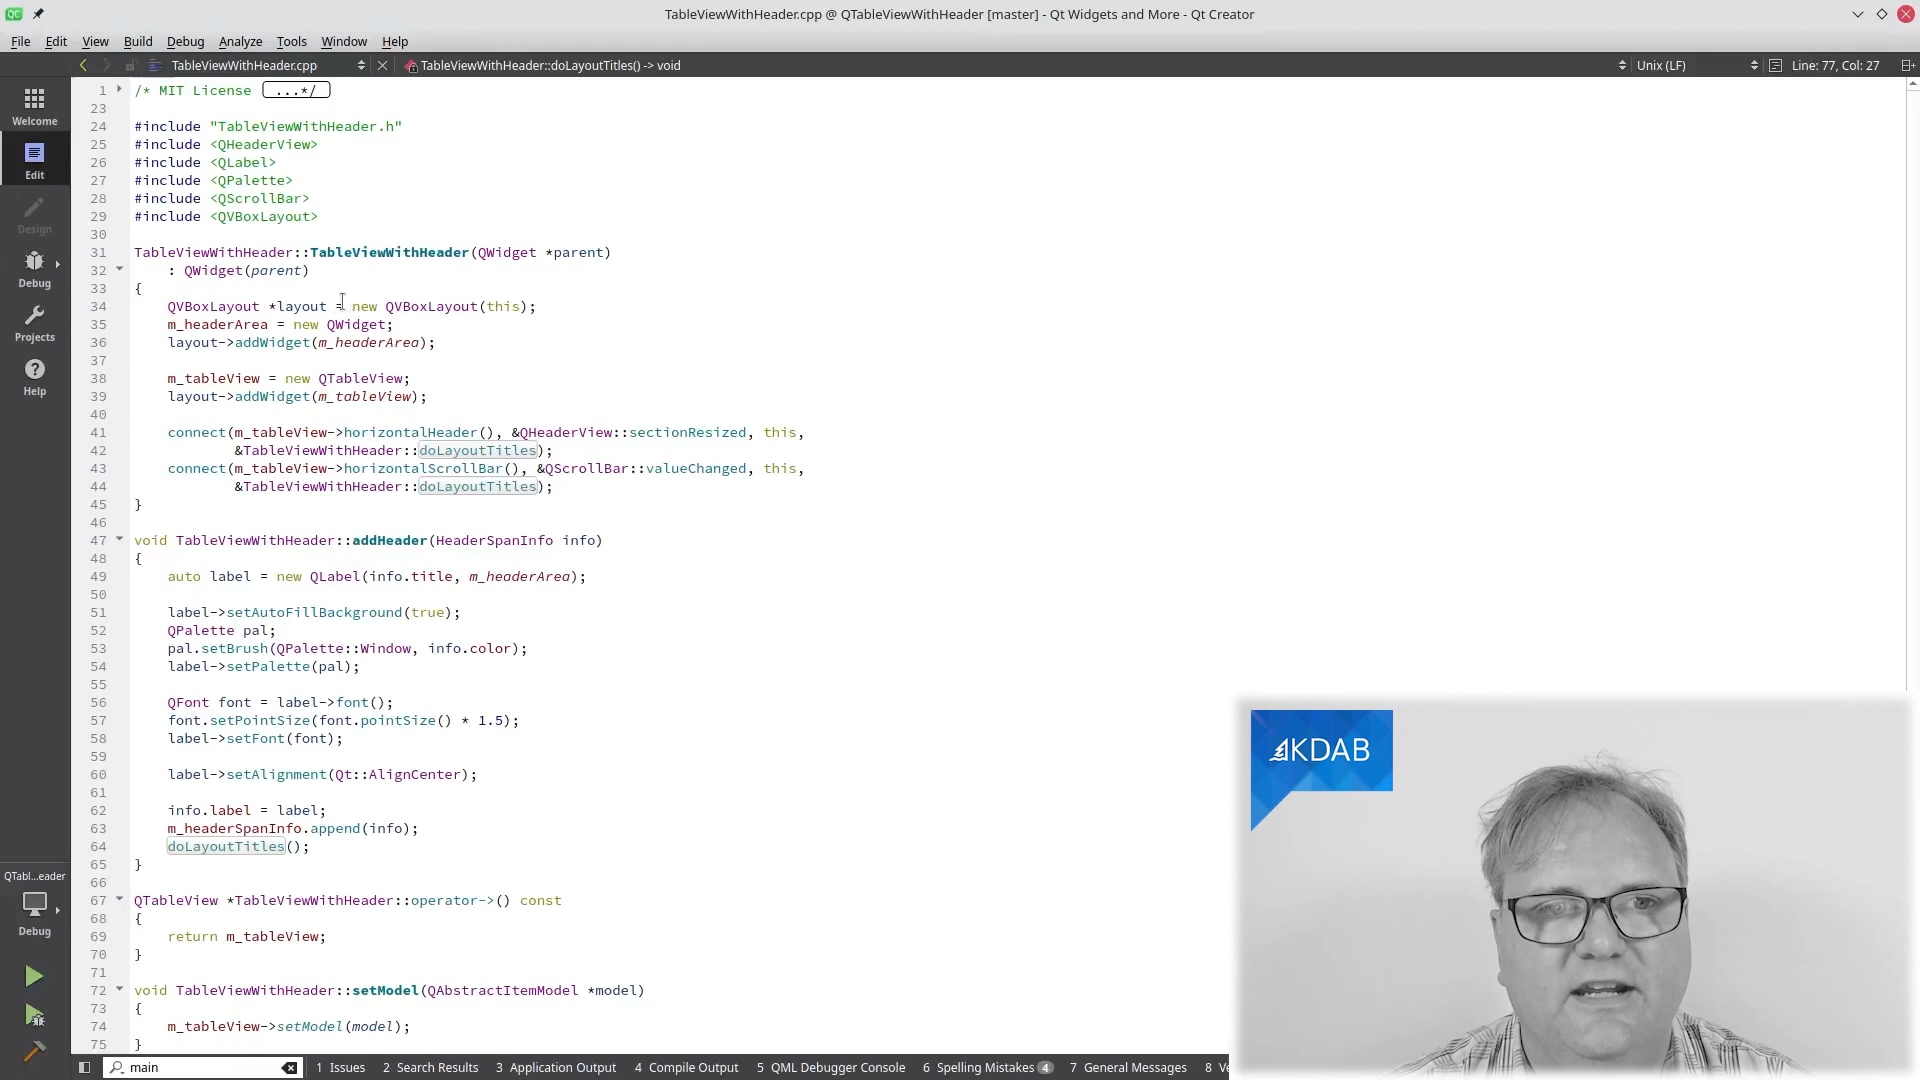 TableViewWithHeader.cpp @ QTableViewWithHeader [master] - Qt Widgets and More - Qt Creator
File Edit View Build Debug Analyze Tools Window Help
TableViewWithHeader.cpp TableViewWithHeader::doLayoutTitles() -> void Unix (LF) Line: 77, Col: 27
Welcome
Edit
Design
Debug
Projects
Help
QTabl...eader
Debug
1 /* MIT License ...*/
23
24 #include "TableViewWithHeader.h"
25 #include <QHeaderView>
26 #include <QLabel>
27 #include <QPalette>
28 #include <QScrollBar>
29 #include <QVBoxLayout>
30
31 TableViewWithHeader::TableViewWithHeader(QWidget *parent)
32     : QWidget(parent)
33 {
34     QVBoxLayout *layout = new QVBoxLayout(this);
35     m_headerArea = new QWidget;
36     layout->addWidget(m_headerArea);
37
38     m_tableView = new QTableView;
39     layout->addWidget(m_tableView);
40
41     connect(m_tableView->horizontalHeader(), &QHeaderView::sectionResized, this,
42             &TableViewWithHeader::doLayoutTitles);
43     connect(m_tableView->horizontalScrollBar(), &QScrollBar::valueChanged, this,
44             &TableViewWithHeader::doLayoutTitles);
45 }
46
47 void TableViewWithHeader::addHeader(HeaderSpanInfo info)
48 {
49     auto label = new QLabel(info.title, m_headerArea);
50
51     label->setAutoFillBackground(true);
52     QPalette pal;
53     pal.setBrush(QPalette::Window, info.color);
54     label->setPalette(pal);
55
56     QFont font = label->font();
57     font.setPointSize(font.pointSize() * 1.5);
58     label->setFont(font);
59
60     label->setAlignment(Qt::AlignCenter);
61
62     info.label = label;
63     m_headerSpanInfo.append(info);
64     doLayoutTitles();
65 }
66
67 QTableView *TableViewWithHeader::operator->() const
68 {
69     return m_tableView;
70 }
71
72 void TableViewWithHeader::setModel(QAbstractItemModel *model)
73 {
74     m_tableView->setModel(model);
75 }
KDAB
main 1 Issues 2 Search Results 3 Application Output 4 Compile Output 5 QML Debugger Console 6 Spelling Mistakes 4 7 General Messages 8